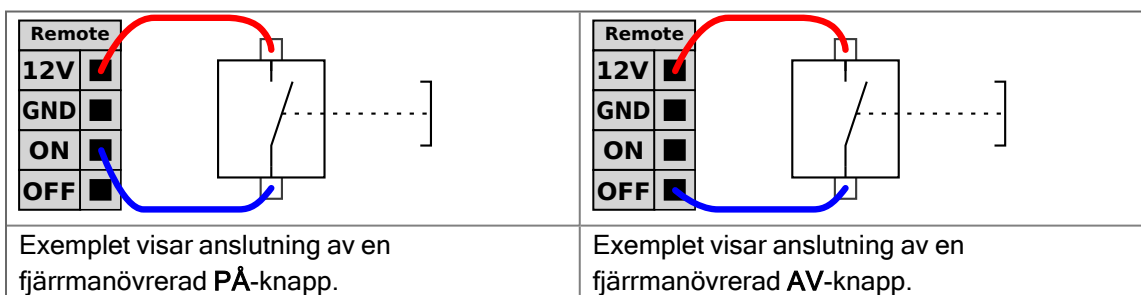 Remote
12V
GND
ON
OFF
Exemplet visar anslutning av en
fjärrmanövrerad PÅ-knapp.
Remote
12V
GND
ON
OFF
Exemplet visar anslutning av en
fjärrmanövrerad AV-knapp.